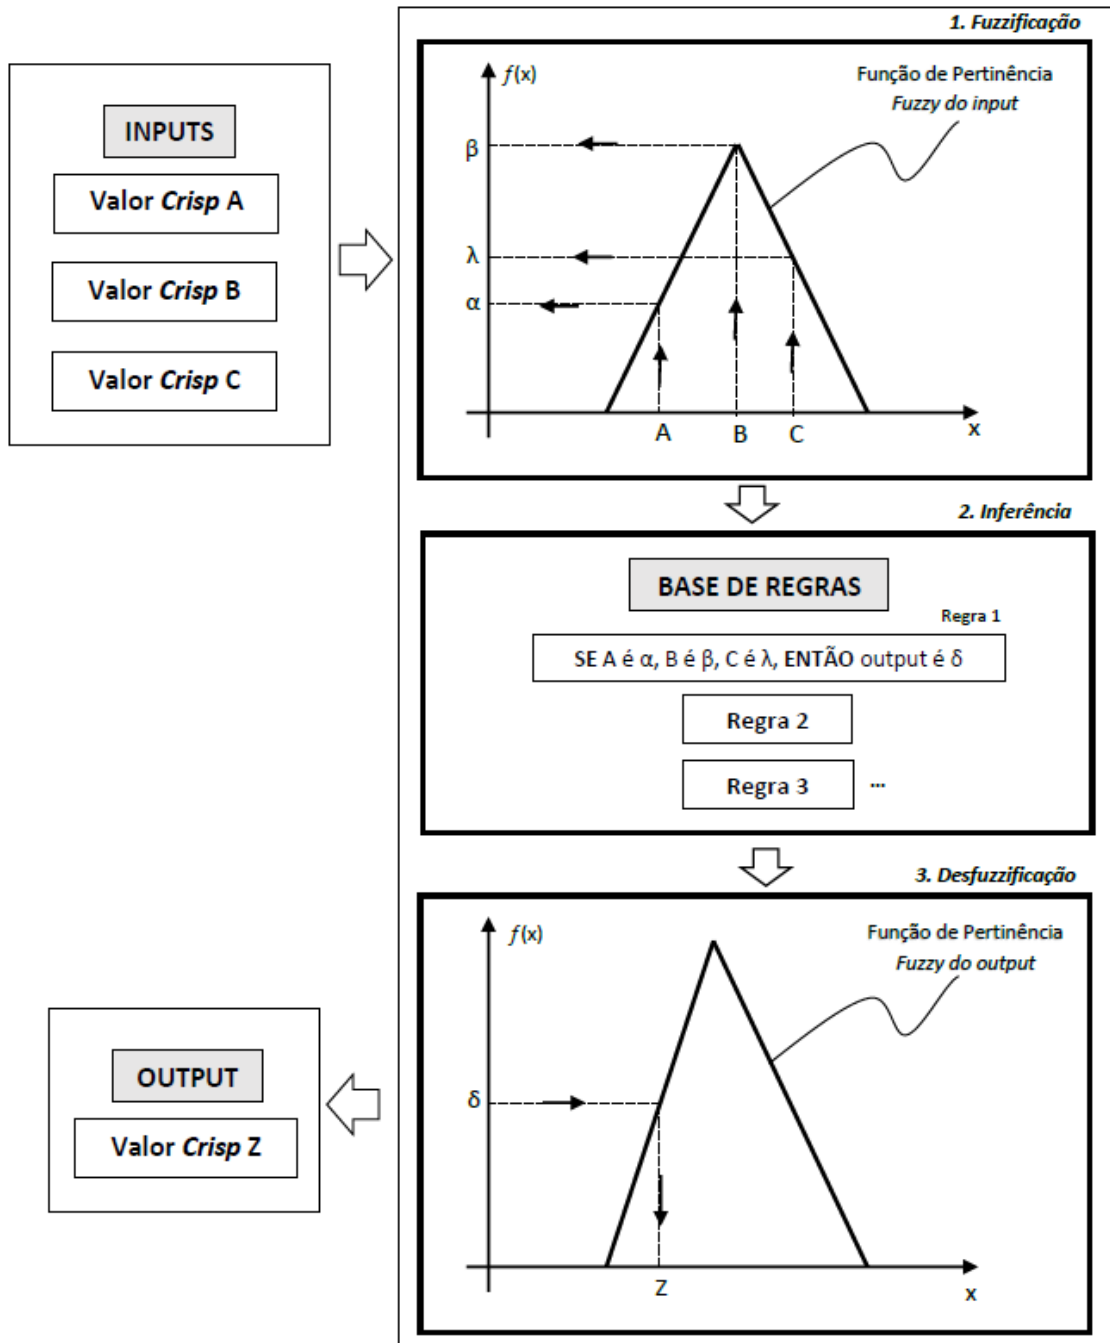 INPUTS
Valor Crisp A
Valor Crisp B
Valor Crisp C
1. Fuzzificação
f(x)
Função de Pertinência
Fuzzy do input
β
λ
α
A
B
C
x
2. Inferência
BASE DE REGRAS
Regra 1
SE A é α, B é β, C é λ, ENTÃO output é δ
Regra 2
Regra 3
...
3. Desfuzzificação
f(x)
Função de Pertinência
Fuzzy do output
δ
Z
x
OUTPUT
Valor Crisp Z